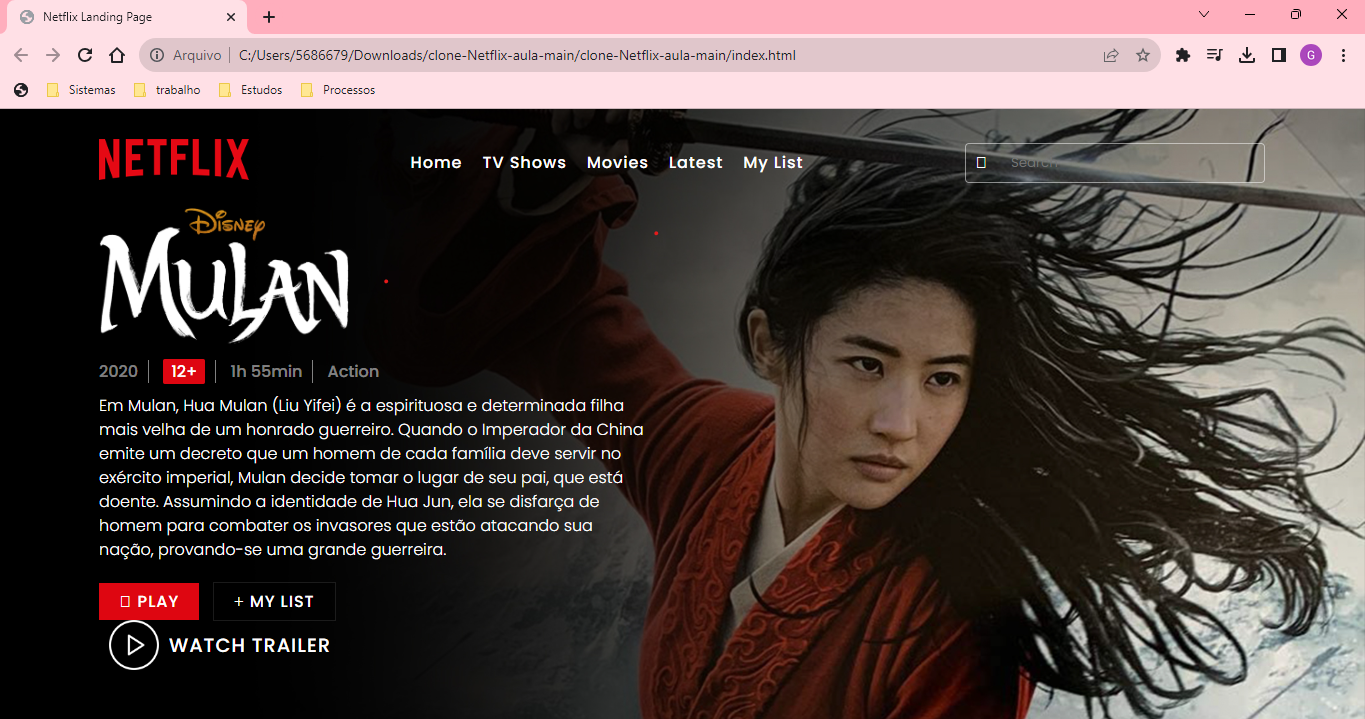 Netflix Landing Page
Arquivo C:/Users/5686679/Downloads/clone-Netflix-aula-main/clone-Netflix-aula-main/index.html
G
Sistemas trabalho Estudos Processos
NETFLIX Home TV Shows Movies Latest My List Search
Disney
MULAN
2020 12+ 1h 55min Action
Em Mulan, Hua Mulan (Liu Yifei) é a espirituosa e determinada filha
mais velha de um honrado guerreiro. Quando o Imperador da China
emite um decreto que um homem de cada família deve servir no
exército imperial, Mulan decide tomar o lugar de seu pai, que está
doente. Assumindo a identidade de Hua Jun, ela se disfarça de
homem para combater os invasores que estão atacando sua
nação, provando-se uma grande guerreira.
PLAY + MY LIST
WATCH TRAILER